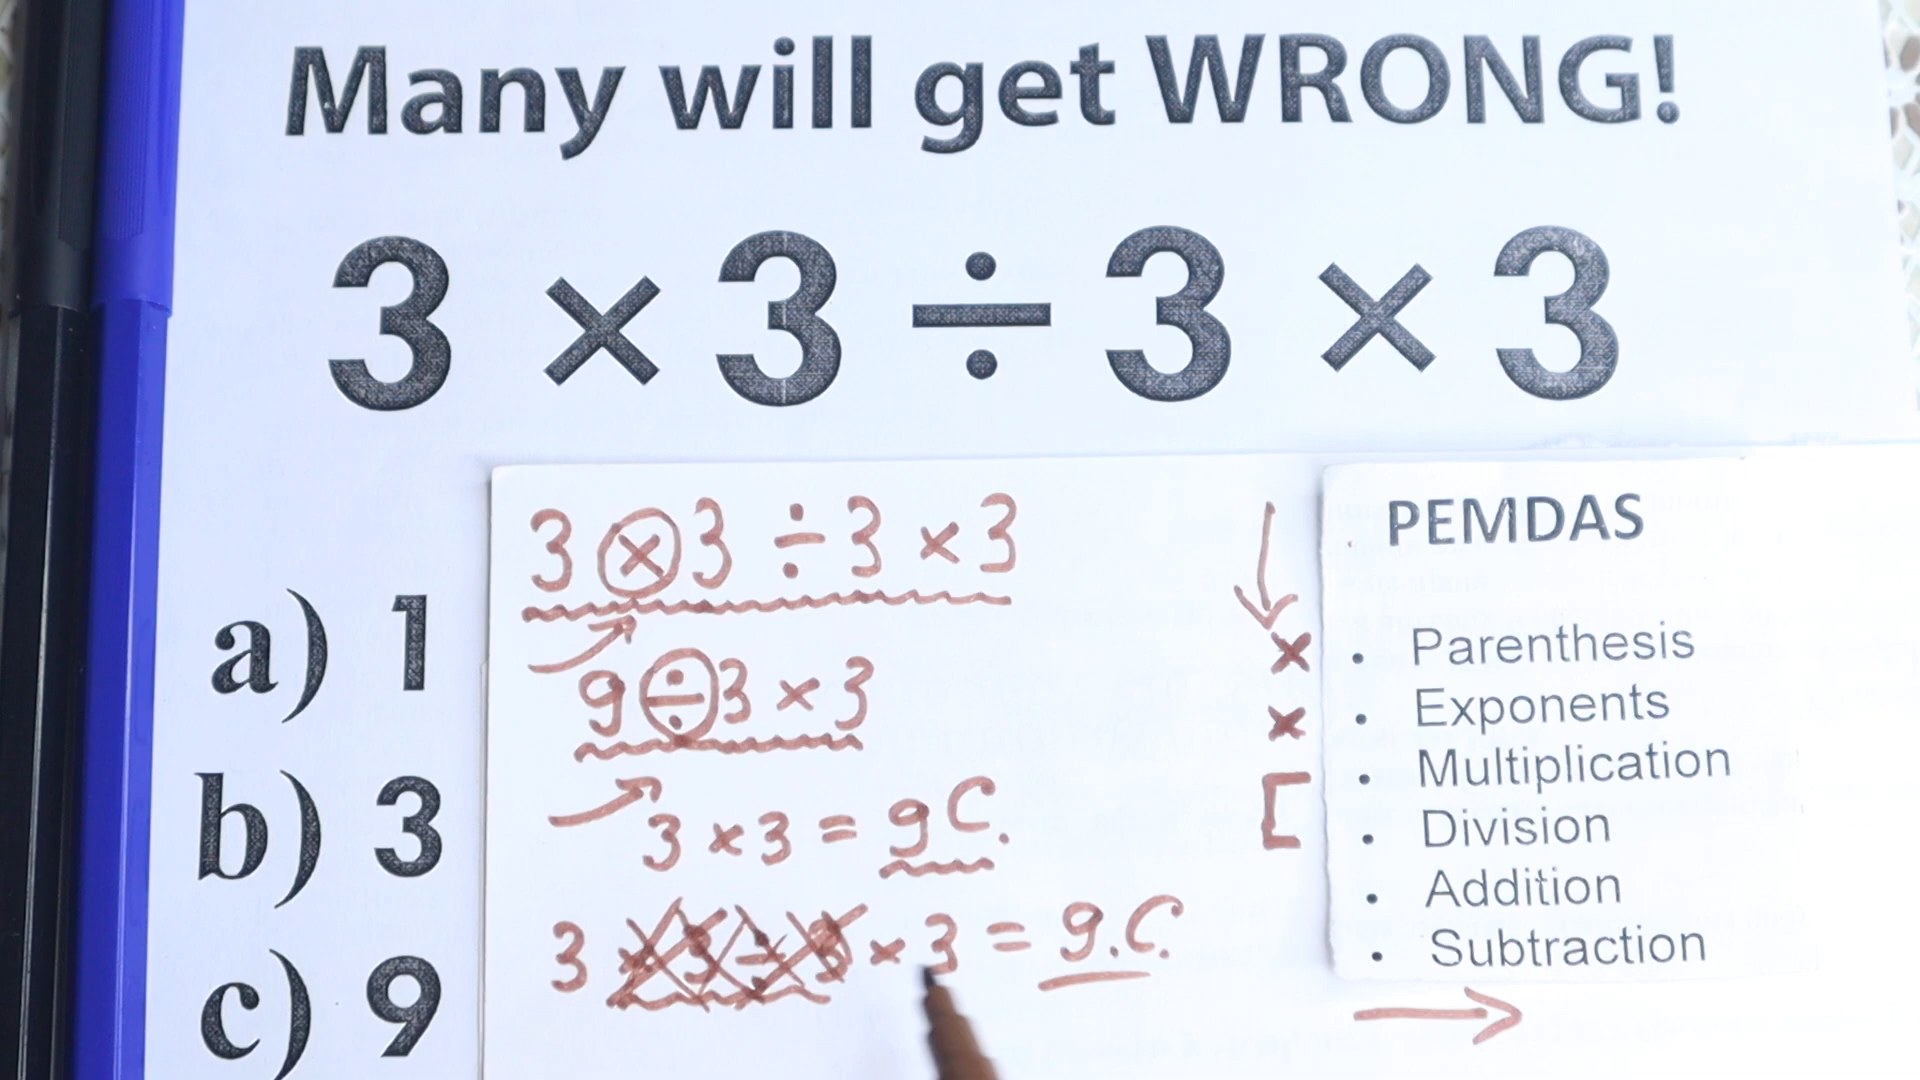 Many will get WRONG!
3 × 3 ÷ 3 × 3
a) 1
b) 3
c) 9
3 × 3 ÷ 3 × 3
9 ÷ 3 × 3
3 × 3 = 9 C.
3 × 3 ÷ 3 × 3 = 9. C.
PEMDAS
• Parenthesis
• Exponents
• Multiplication
• Division
• Addition
• Subtraction